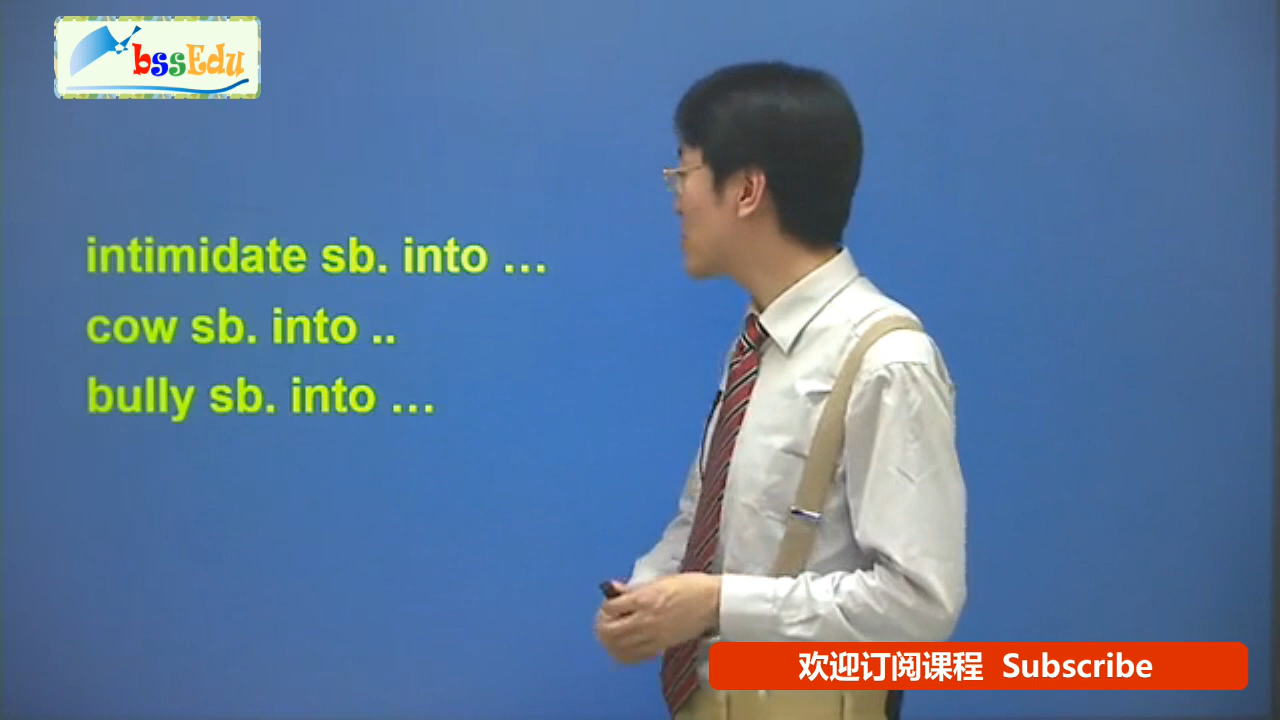 bssEdu
intimidate sb. into …
cow sb. into ..
bully sb. into …
欢迎订阅课程 Subscribe